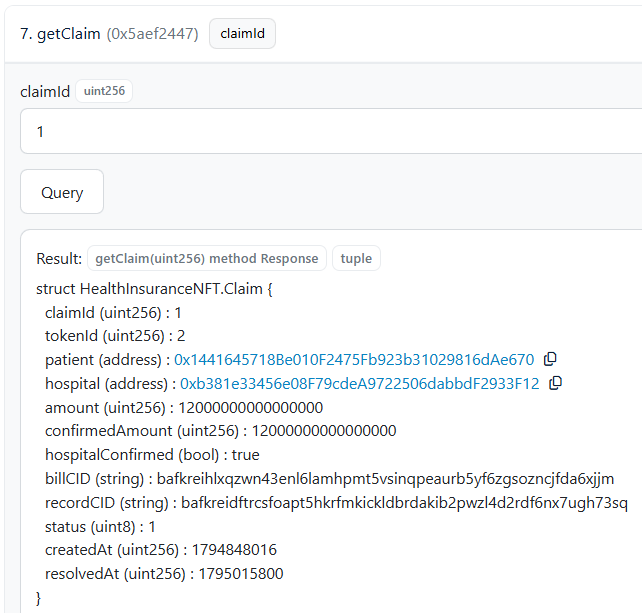 7. getClaim (0x5aef2447) claimId
claimId uint256
1
Query
Result: getClaim(uint256) method Response tuple
struct HealthInsuranceNFT.Claim {
claimId (uint256) : 1
tokenId (uint256) : 2
patient (address) : 0x1441645718Be010F2475Fb923b31029816dAe670
hospital (address) : 0xb381e33456e08F79cdeA9722506dabbdF2933F12
amount (uint256) : 12000000000000000
confirmedAmount (uint256) : 12000000000000000
hospitalConfirmed (bool) : true
billCID (string) : bafkreihlxqzwn43enl6lamhpmt5vsinqpeaurb5yf6zgsozncjfda6xjjm
recordCID (string) : bafkreidftrcsfoapt5hkrfmkickldbrdakib2pwzl4d2rdf6nx7ugh73sq
status (uint8) : 1
createdAt (uint256) : 1794848016
resolvedAt (uint256) : 1795015800
}